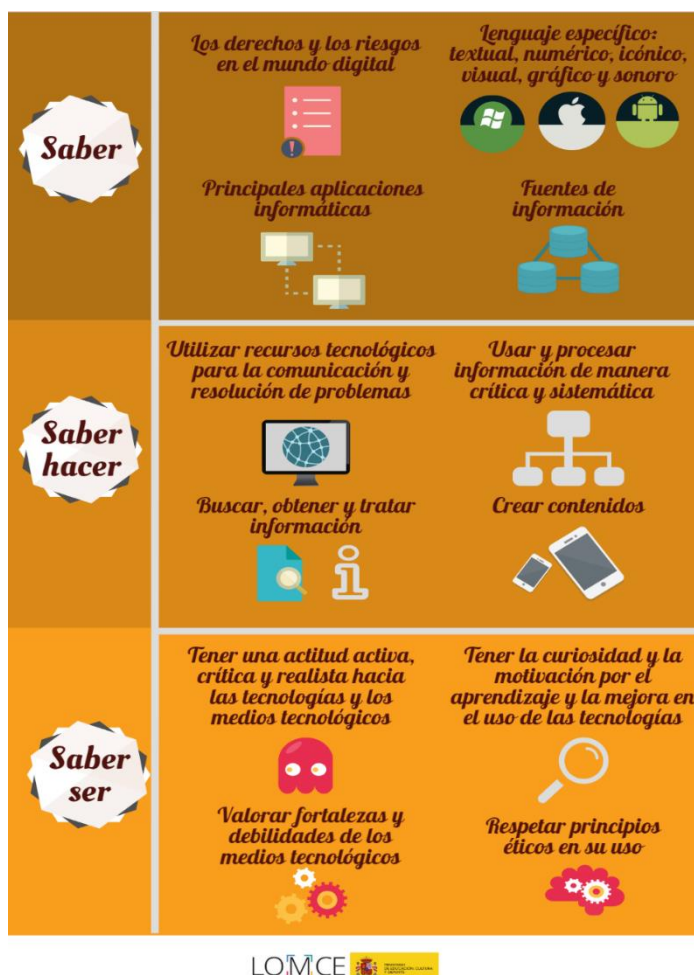 Saber
Los derechos y los riesgos
en el mundo digital
Lenguaje específico:
textual, numérico, icónico,
visual, gráfico y sonoro
Principales aplicaciones
informáticas
Fuentes de
información
Saber
hacer
Utilizar recursos tecnológicos
para la comunicación y
resolución de problemas
Usar y procesar
información de manera
crítica y sistemática
Buscar, obtener y tratar
información
Crear contenidos
Saber
ser
Tener una actitud activa,
crítica y realista hacia
las tecnologías y los
medios tecnológicos
Tener la curiosidad y la
motivación por el
aprendizaje y la mejora en
el uso de las tecnologías
Valorar fortalezas y
debilidades de los
medios tecnológicos
Respetar principios
éticos en su uso
LOMCE